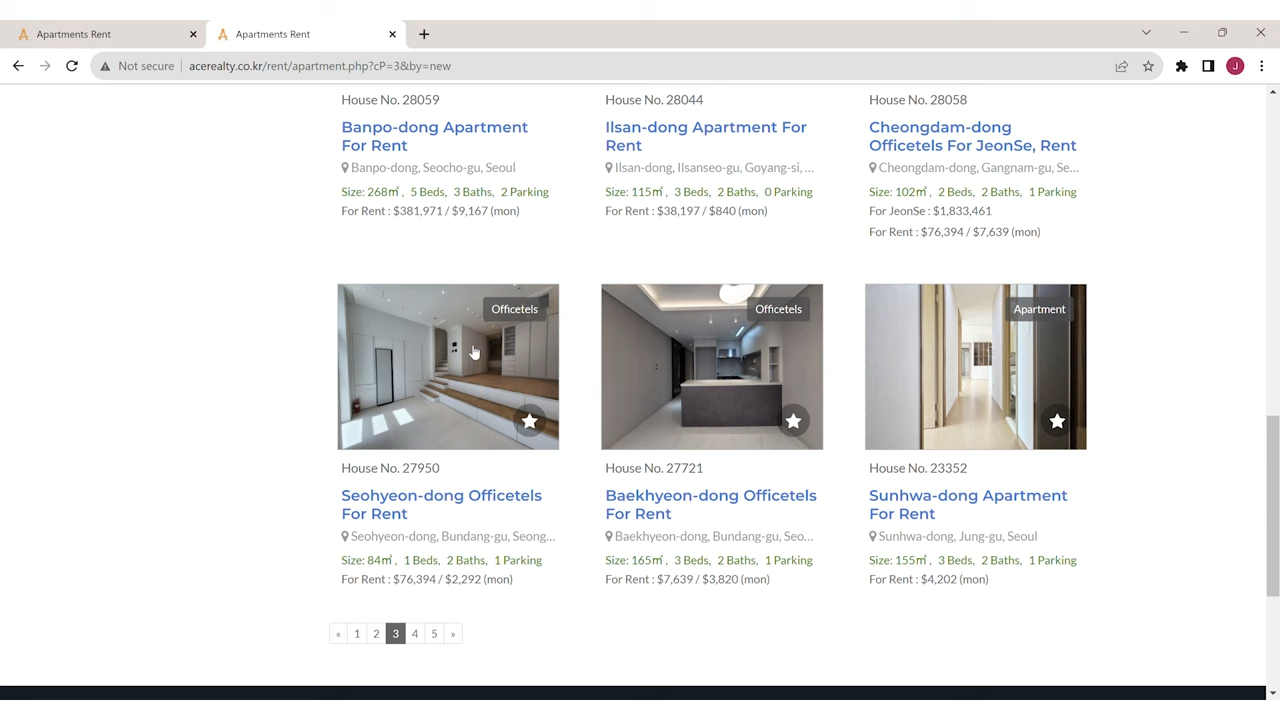 Apartments Rent
Apartments Rent
Not secure
acerealty.co.kr/rent/apartment.php?cP=3&by=new
J
House No. 28059
Banpo-dong Apartment
For Rent
Banpo-dong, Seocho-gu, Seoul
Size: 268㎡, 5 Beds, 3 Baths, 2 Parking
For Rent : $381,971 / $9,167 (mon)
House No. 28044
Ilsan-dong Apartment For
Rent
Ilsan-dong, Ilsanseo-gu, Goyang-si, ...
Size: 115㎡, 3 Beds, 2 Baths, 0 Parking
For Rent : $38,197 / $840 (mon)
House No. 28058
Cheongdam-dong
Officetels For JeonSe, Rent
Cheongdam-dong, Gangnam-gu, Se...
Size: 102㎡, 2 Beds, 2 Baths, 1 Parking
For JeonSe : $1,833,461
For Rent : $76,394 / $7,639 (mon)
Officetels
House No. 27950
Seohyeon-dong Officetels
For Rent
Seohyeon-dong, Bundang-gu, Seong...
Size: 84㎡, 1 Beds, 2 Baths, 1 Parking
For Rent : $76,394 / $2,292 (mon)
Officetels
House No. 27721
Baekhyeon-dong Officetels
For Rent
Baekhyeon-dong, Bundang-gu, Seo...
Size: 165㎡, 3 Beds, 2 Baths, 1 Parking
For Rent : $7,639 / $3,820 (mon)
Apartment
House No. 23352
Sunhwa-dong Apartment
For Rent
Sunhwa-dong, Jung-gu, Seoul
Size: 155㎡, 3 Beds, 2 Baths, 1 Parking
For Rent : $4,202 (mon)
« 1 2 3 4 5 »